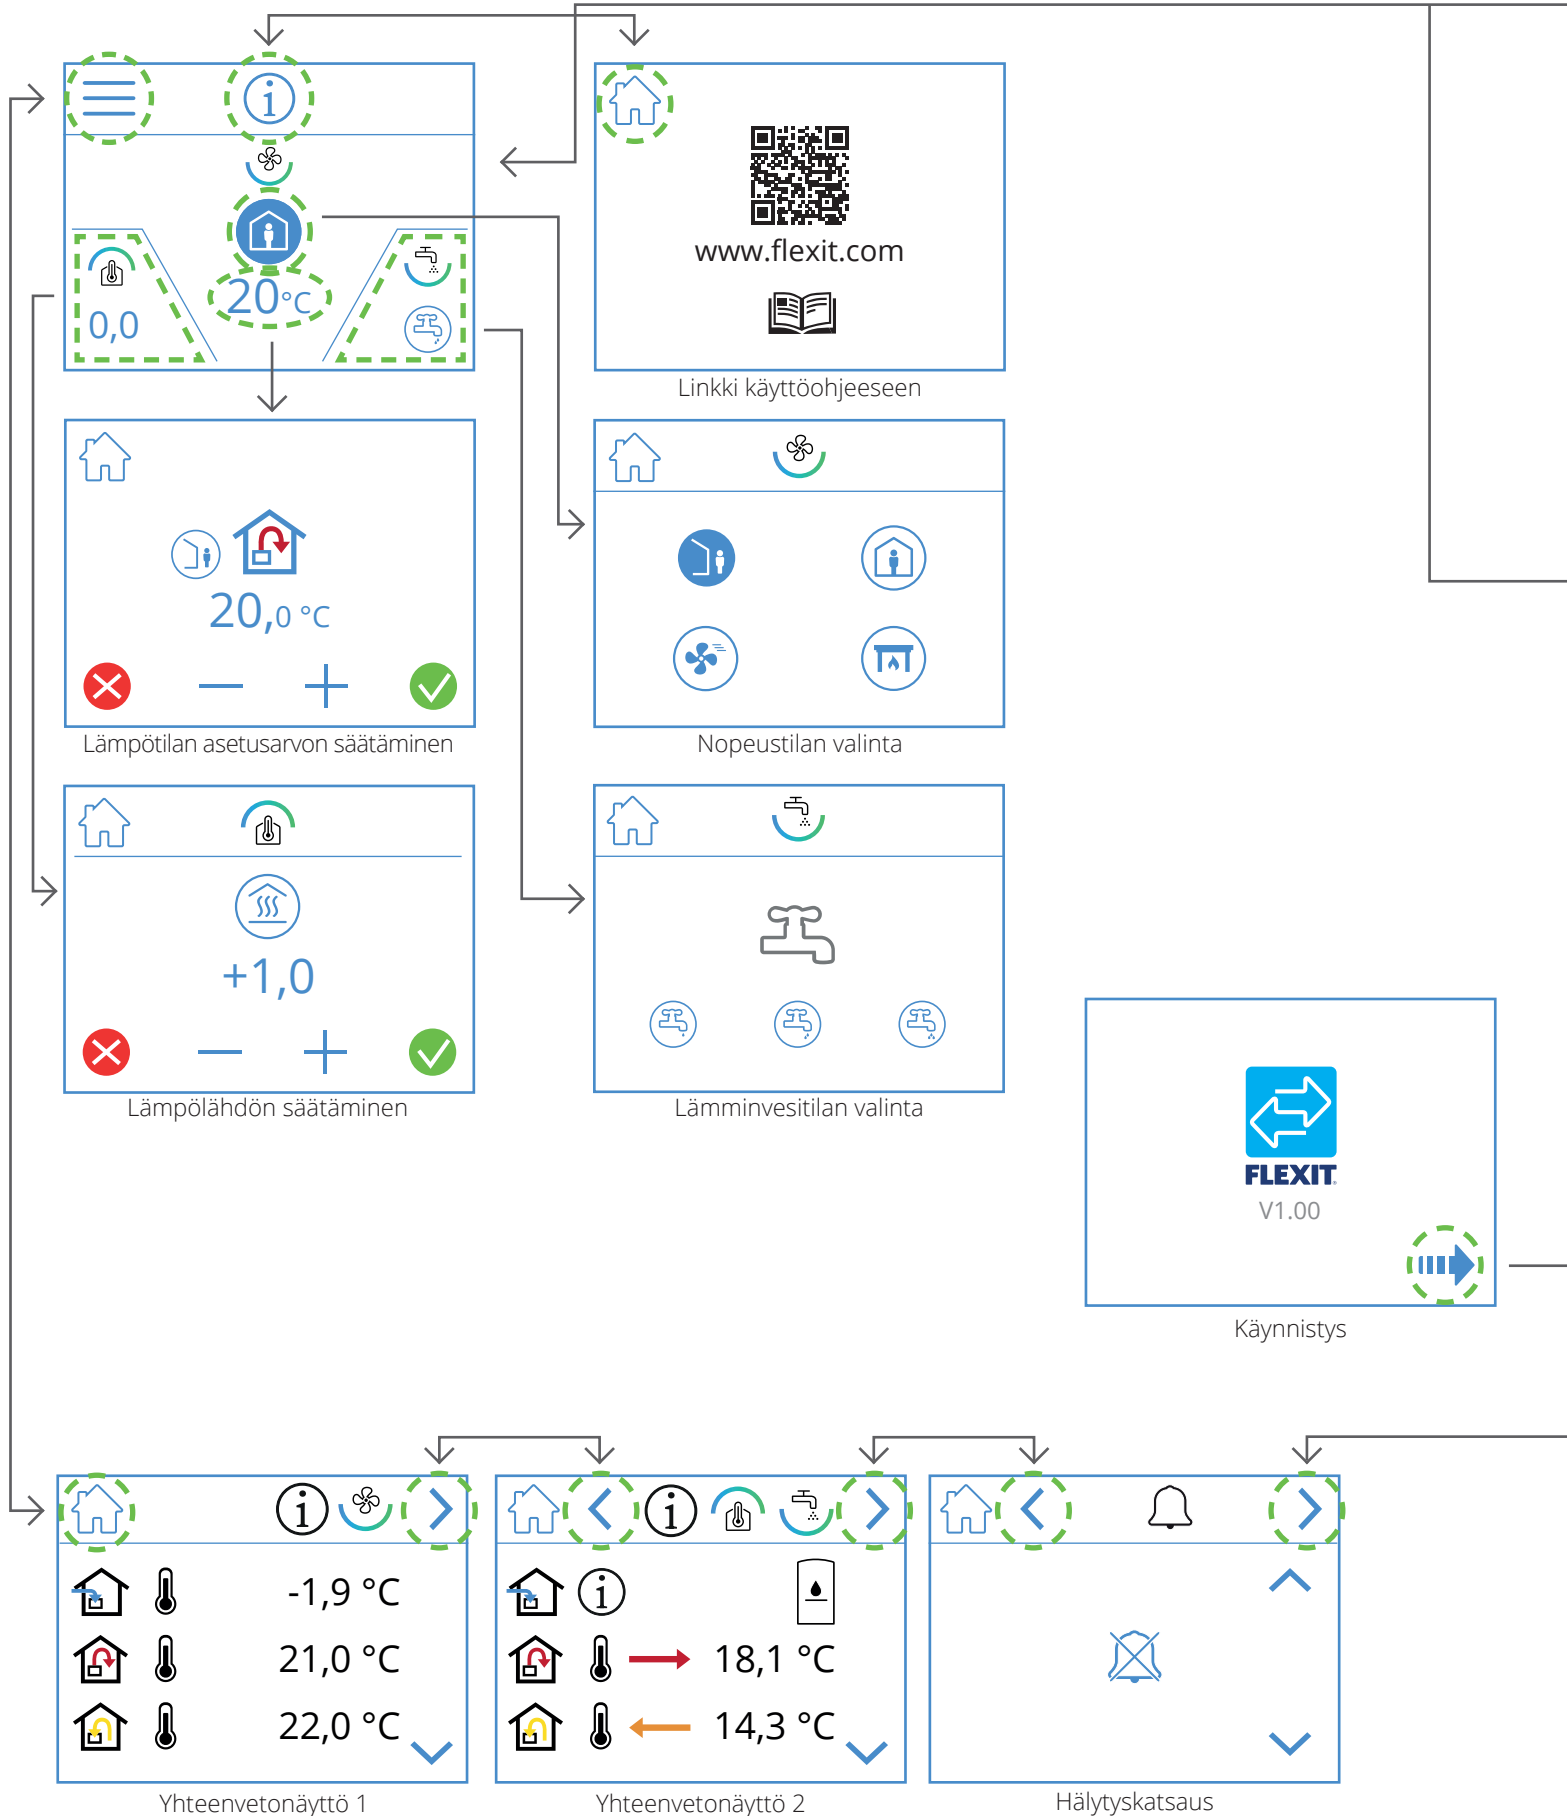 0,0
20°C
www.flexit.com
Linkki käyttöohjeeseen
20,0 °C
Lämpötilan asetusarvon säätäminen
Nopeustilan valinta
+1,0
Lämpölähdön säätäminen
Lämminvesitilan valinta
FLEXIT
V1.00
Käynnistys
i
-1,9 °C
21,0 °C
22,0 °C
Yhteenvetonäyttö 1
i
i
18,1 °C
14,3 °C
Yhteenvetonäyttö 2
Hälytyskatsaus